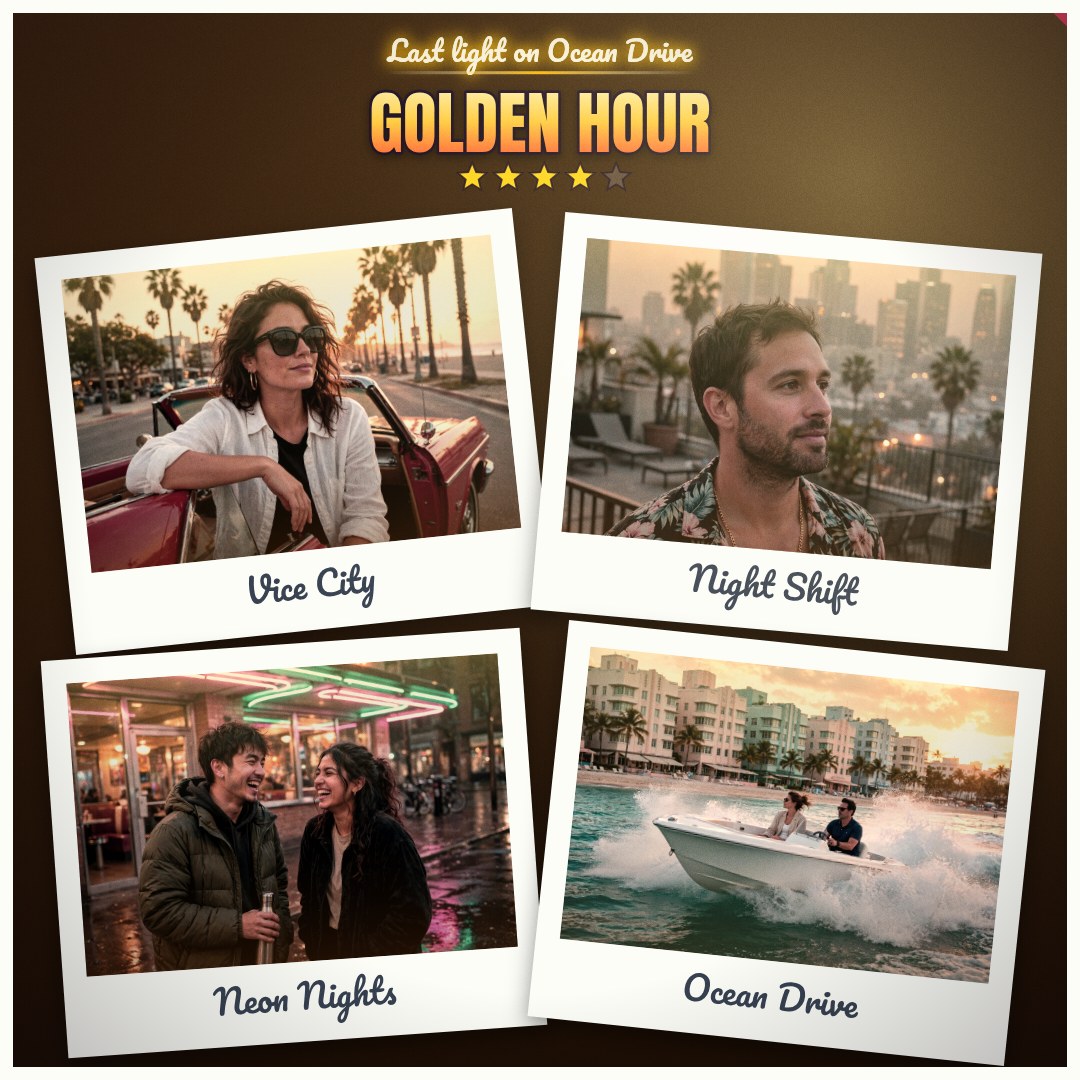 Last light on Ocean Drive
GOLDEN HOUR
Vice City
Night Shift
Neon Nights
Ocean Drive